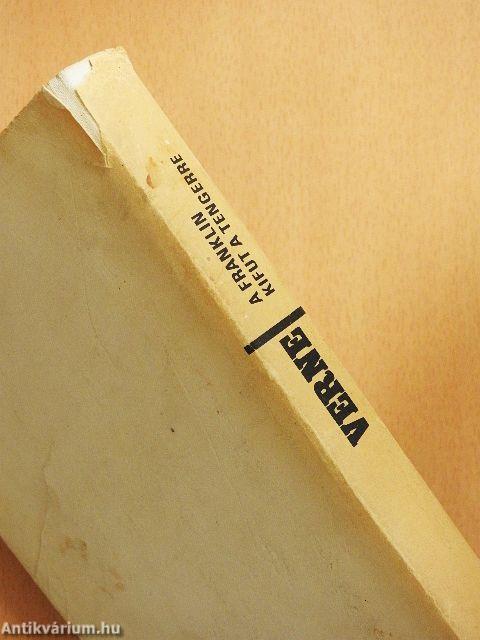 VERNE
A FRANKLIN
KIFUT A TENGERRE
Antikvárium.hu